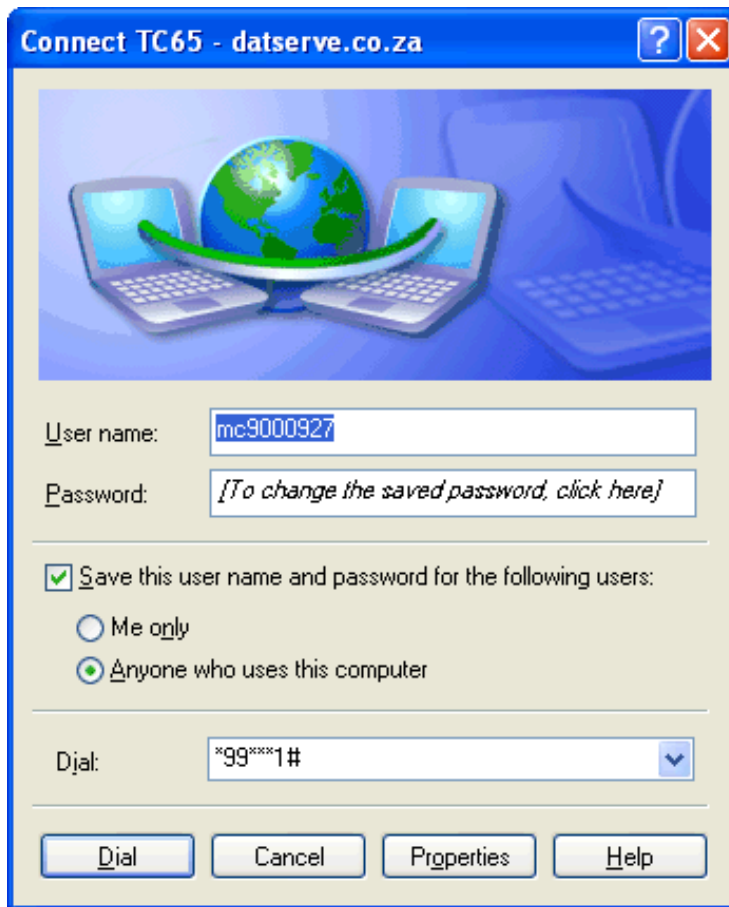 Connect TC65 - datserve.co.za
User name: mc9000927
Password: [To change the saved password, click here]
Save this user name and password for the following users:
Me only
Anyone who uses this computer
Dial: *99***1#
Dial Cancel Properties Help